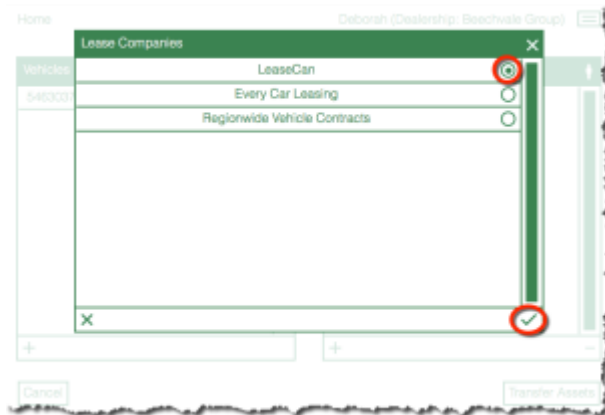 Home Deborah (Dealership: Beechvale Group)
Lease Companies
Vehicles
LeaseCan
Every Car Leasing
Regionwide Vehicle Contracts
Cancel Transfer Assets